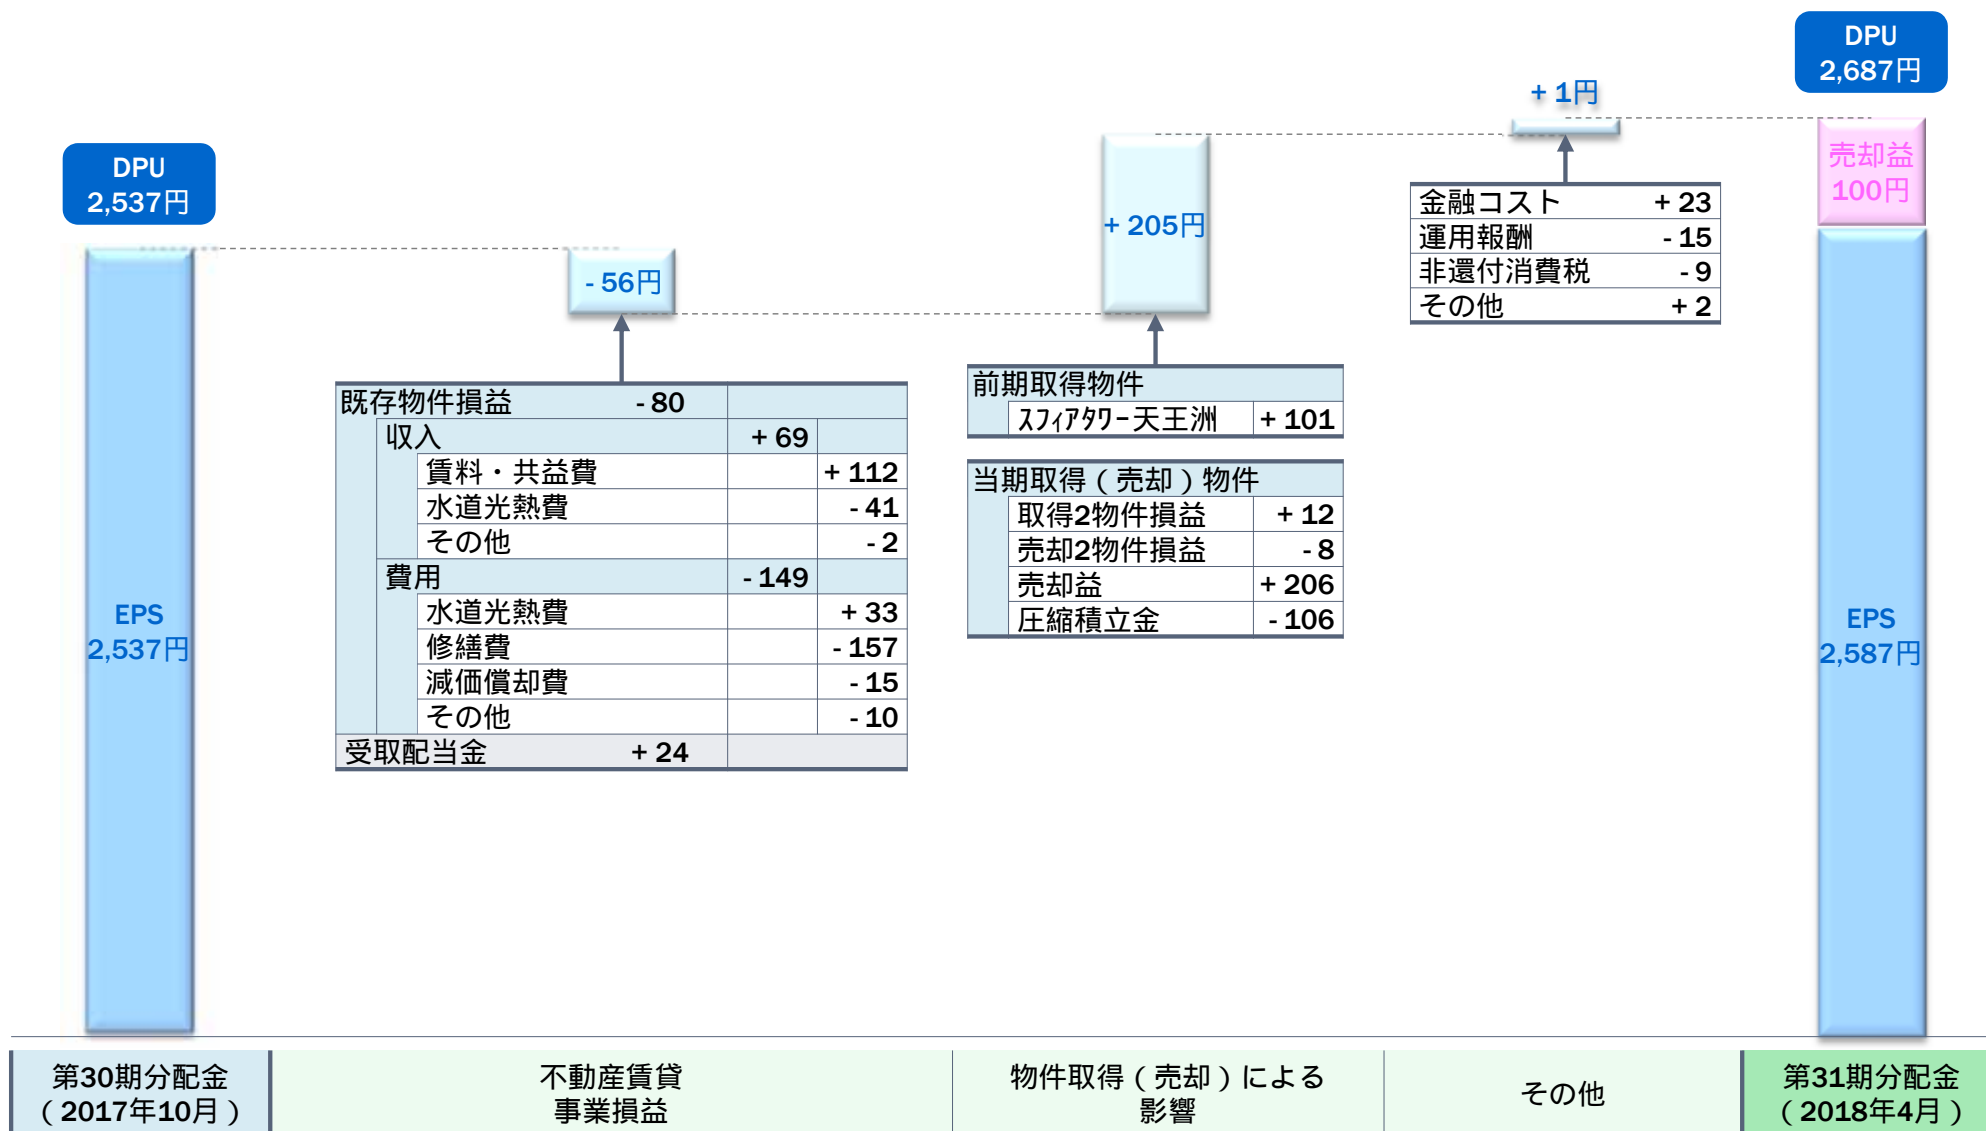 DPU
2,537円
EPS
2,537円
- 56円
既存物件損益 - 80
収入 + 69
賃料・共益費 + 112
水道光熱費 - 41
その他 - 2
費用 - 149
水道光熱費 + 33
修繕費 - 157
減価償却費 - 15
その他 - 10
受取配当金 + 24
+ 205円
前期取得物件
ｽﾌｨｱﾀﾜｰ天王洲 + 101
当期取得（売却）物件
取得2物件損益 + 12
売却2物件損益 - 8
売却益 + 206
圧縮積立金 - 106
+ 1円
金融コスト + 23
運用報酬 - 15
非還付消費税 - 9
その他 + 2
DPU
2,687円
売却益
100円
EPS
2,587円
第30期分配金
（2017年10月）
不動産賃貸
事業損益
物件取得（売却）による
影響
その他
第31期分配金
（2018年4月）